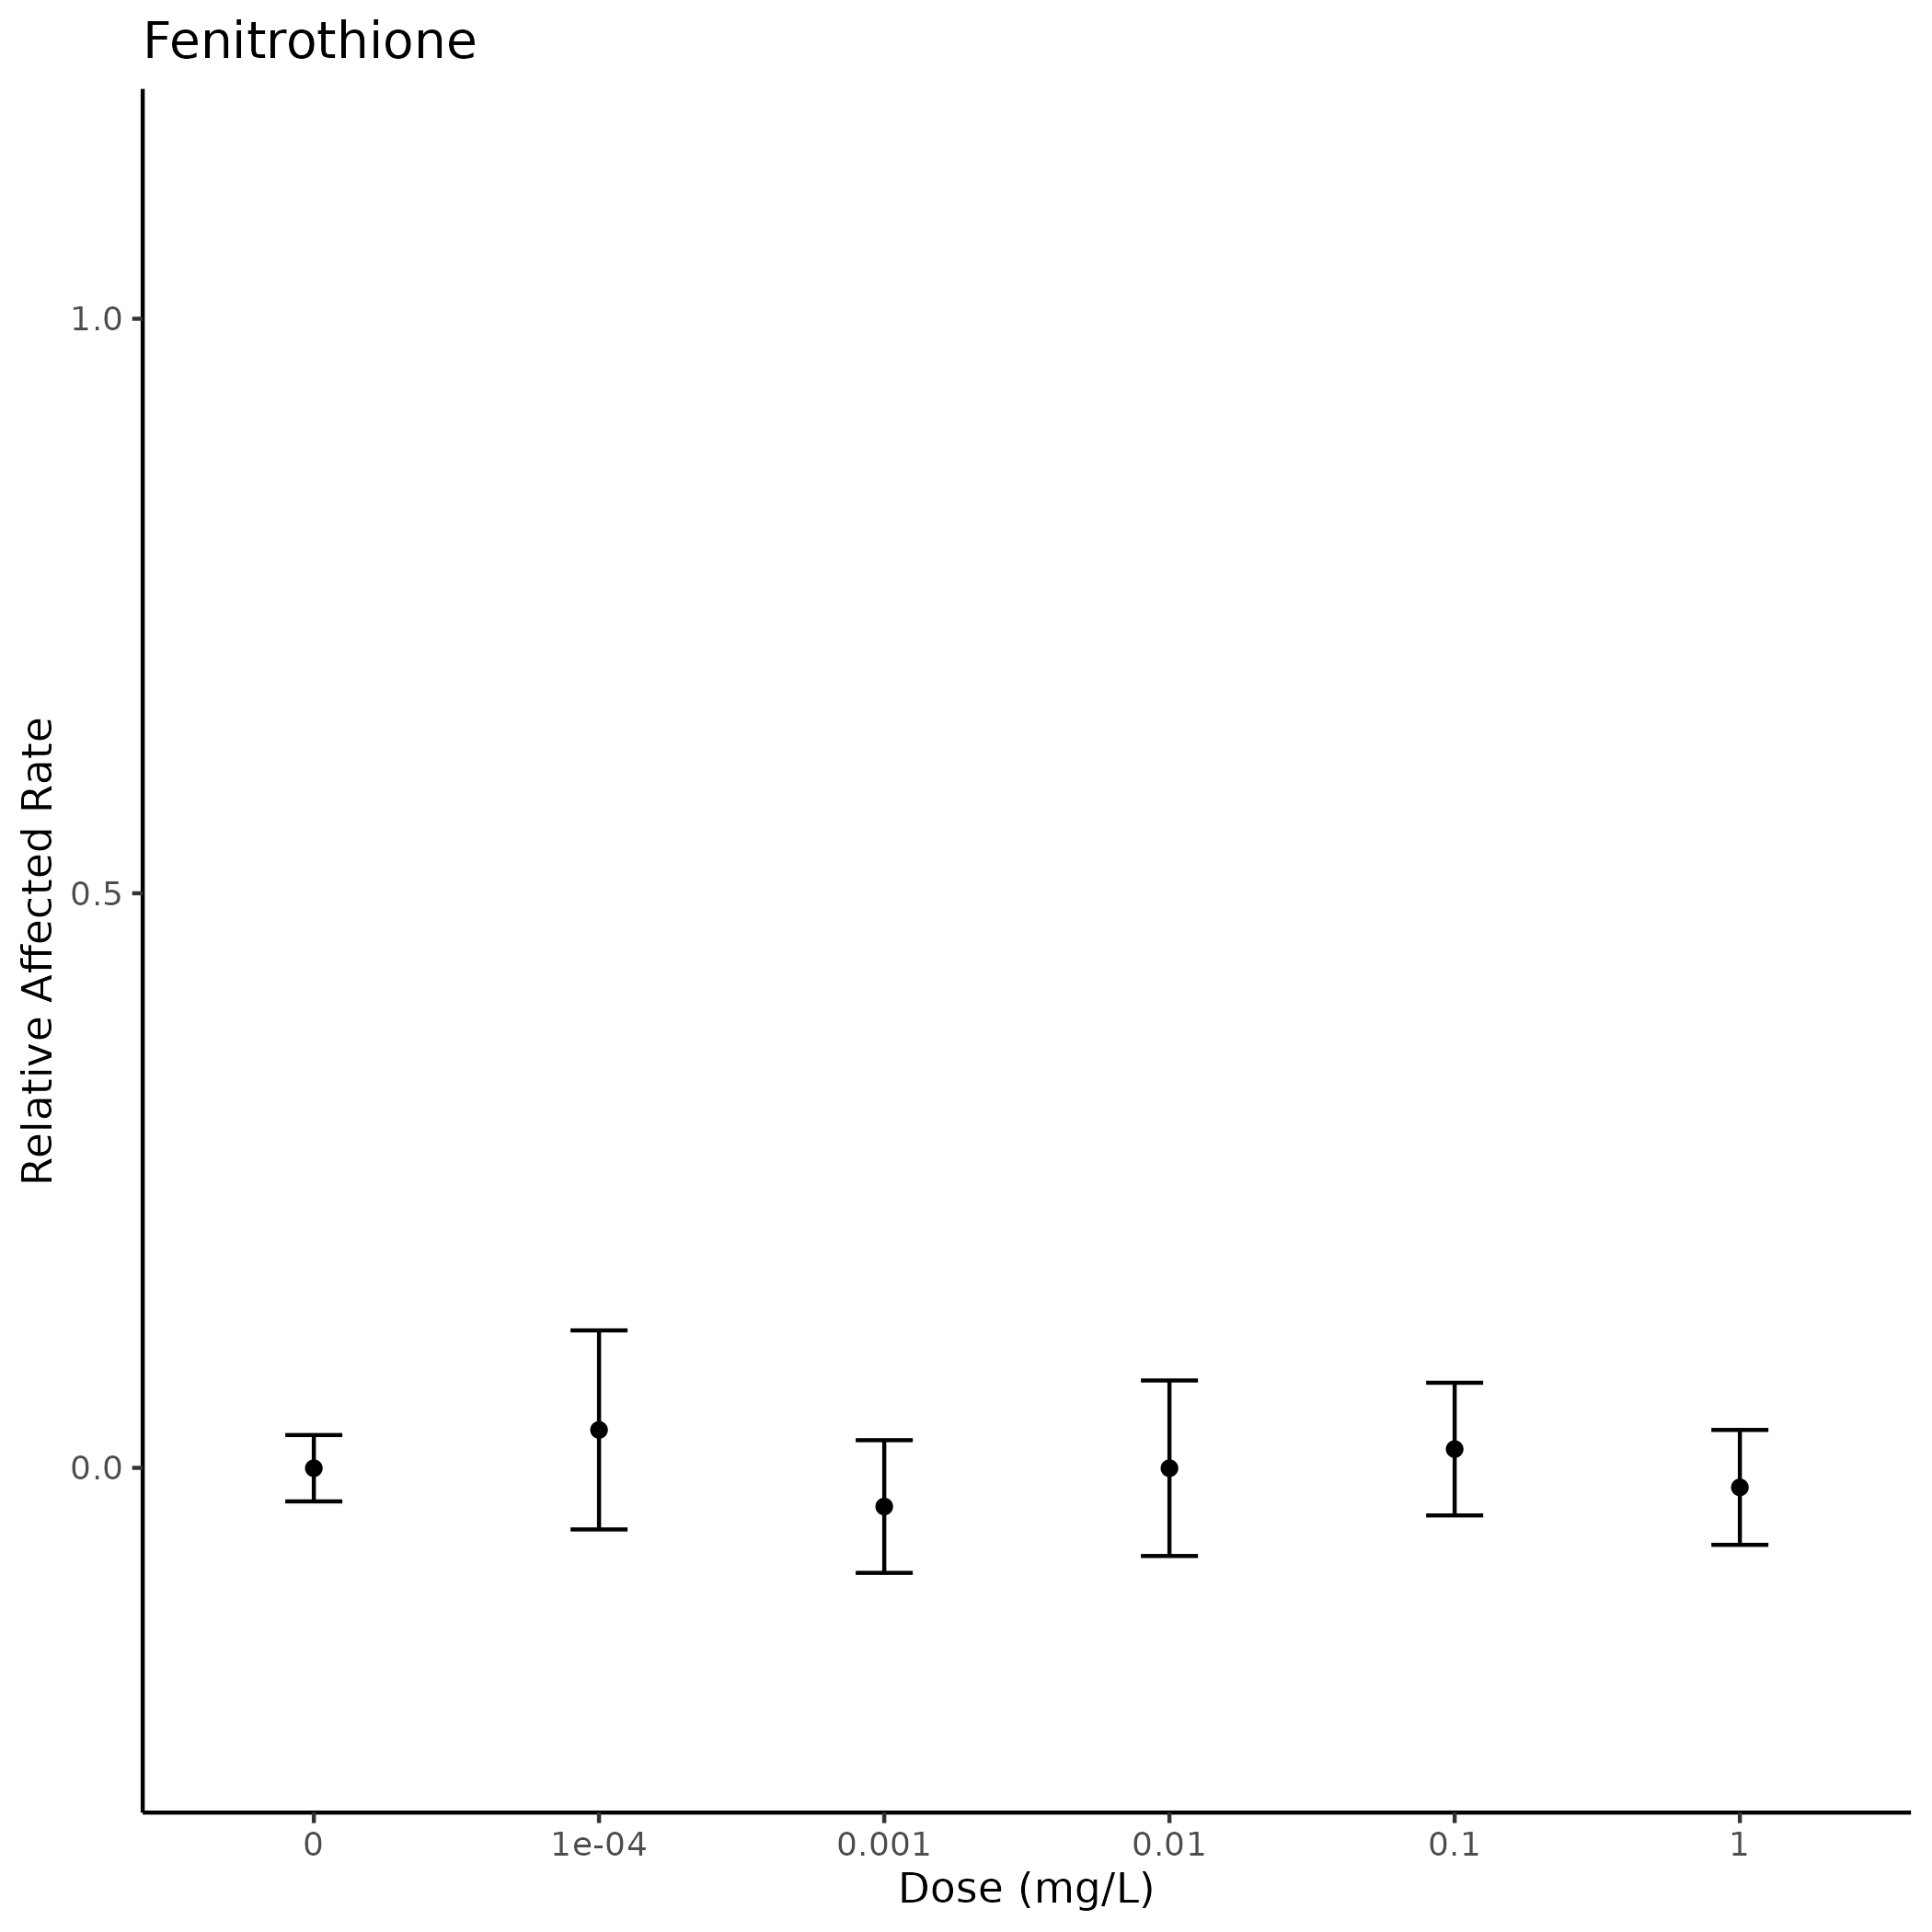 Fenitrothione
Relative Affected Rate
1.0
0.5
0.0
0 1e-04 0.001 0.01 0.1 1
Dose (mg/L)